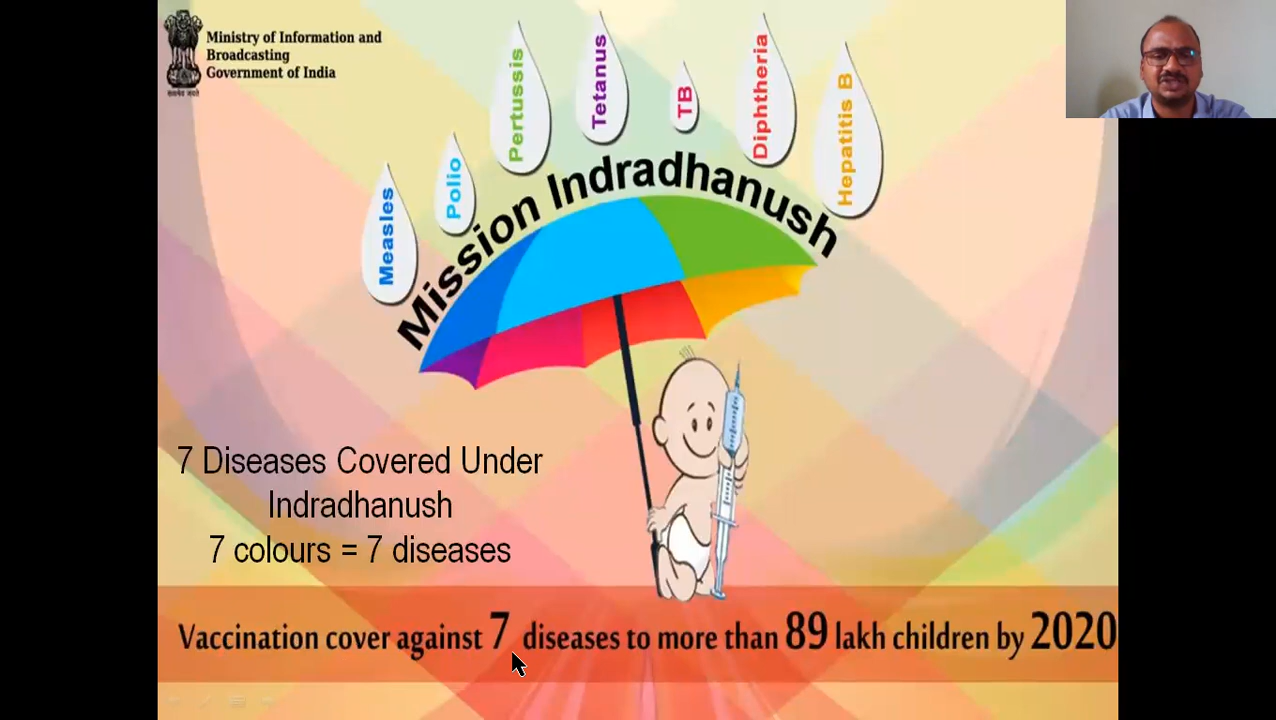 Ministry of Information and
Broadcasting
Government of India
Measles
Polio
Pertussis
Tetanus
TB
Diphtheria
Hepatitis B
Mission Indradhanush
7 Diseases Covered Under
Indradhanush
7 colours = 7 diseases
Vaccination cover against 7 diseases to more than 89 lakh children by 2020